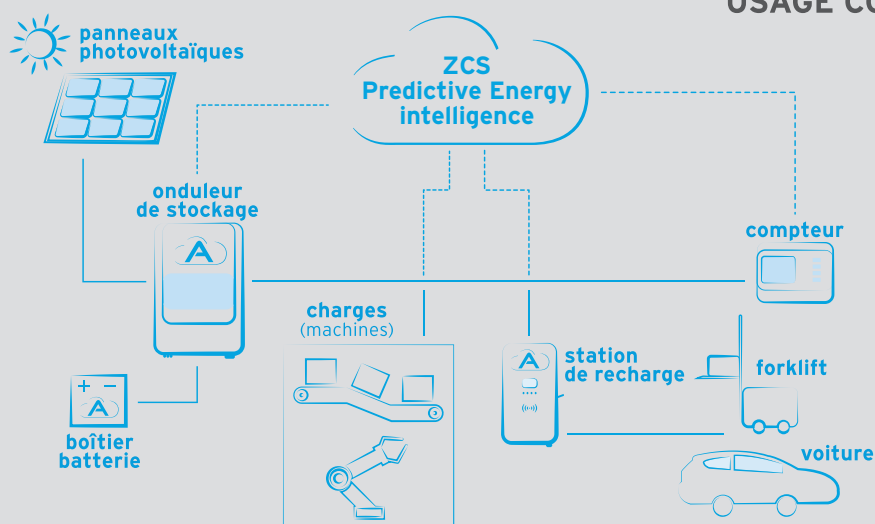 USAGE CO
panneaux
photovoltaïques
ZCS
Predictive Energy
intelligence
onduleur
de stockage
compteur
charges
(machines)
station
de recharge
forklift
boîtier
batterie
voiture